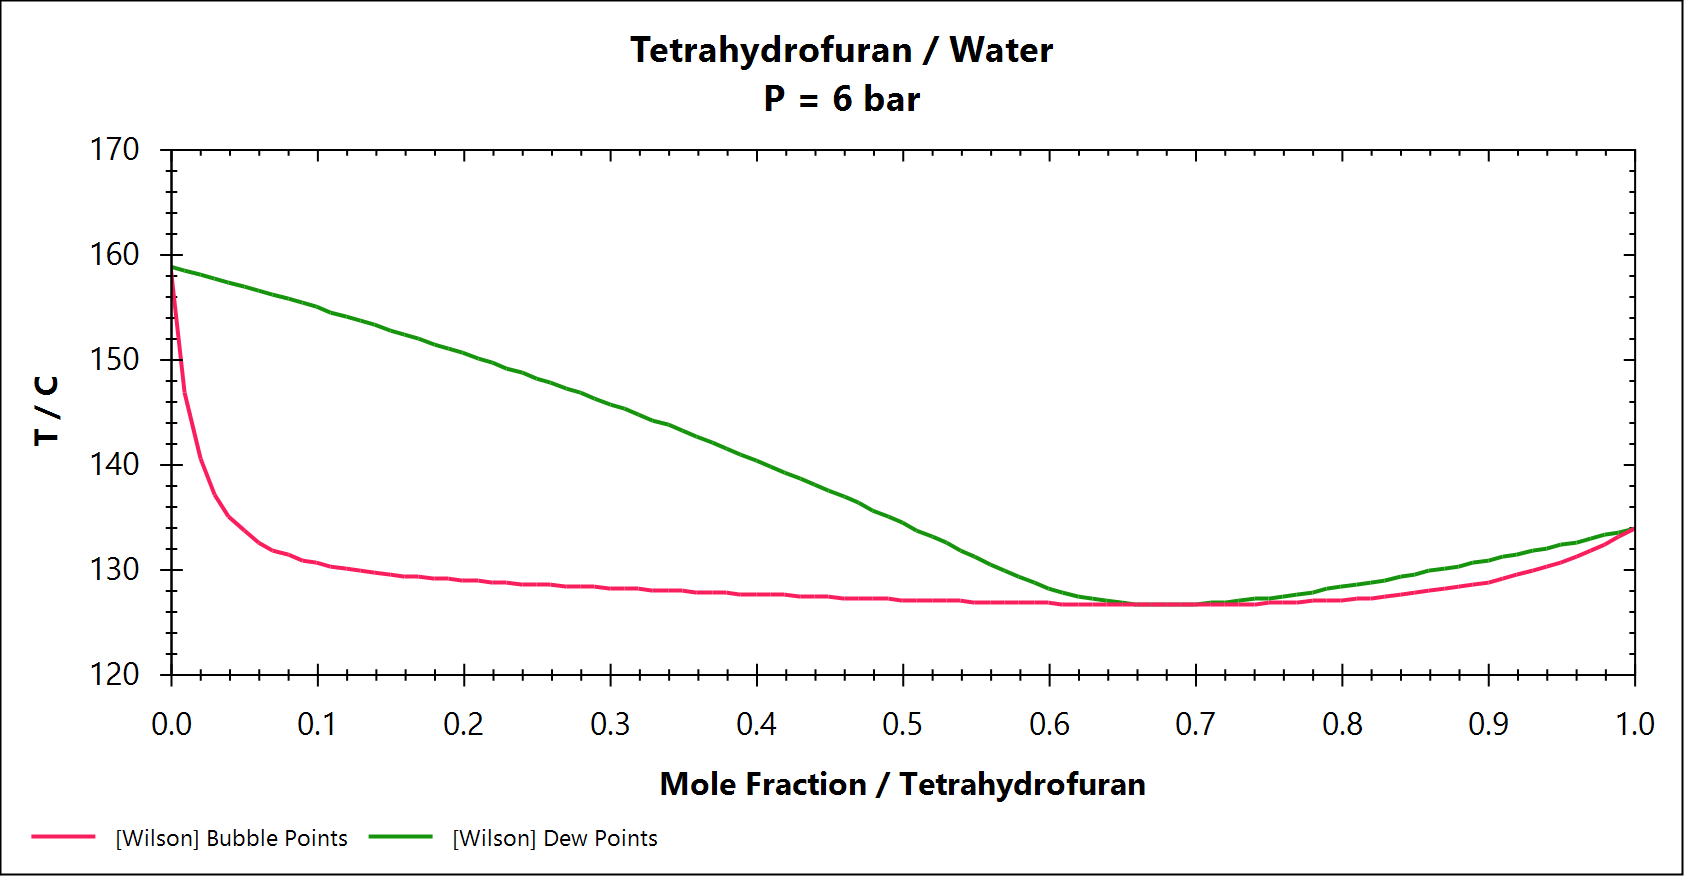 Tetrahydrofuran / Water
P = 6 bar
170
160
150
140
130
120
T / C
0.0 0.1 0.2 0.3 0.4 0.5 0.6 0.7 0.8 0.9 1.0
Mole Fraction / Tetrahydrofuran
[Wilson] Bubble Points [Wilson] Dew Points